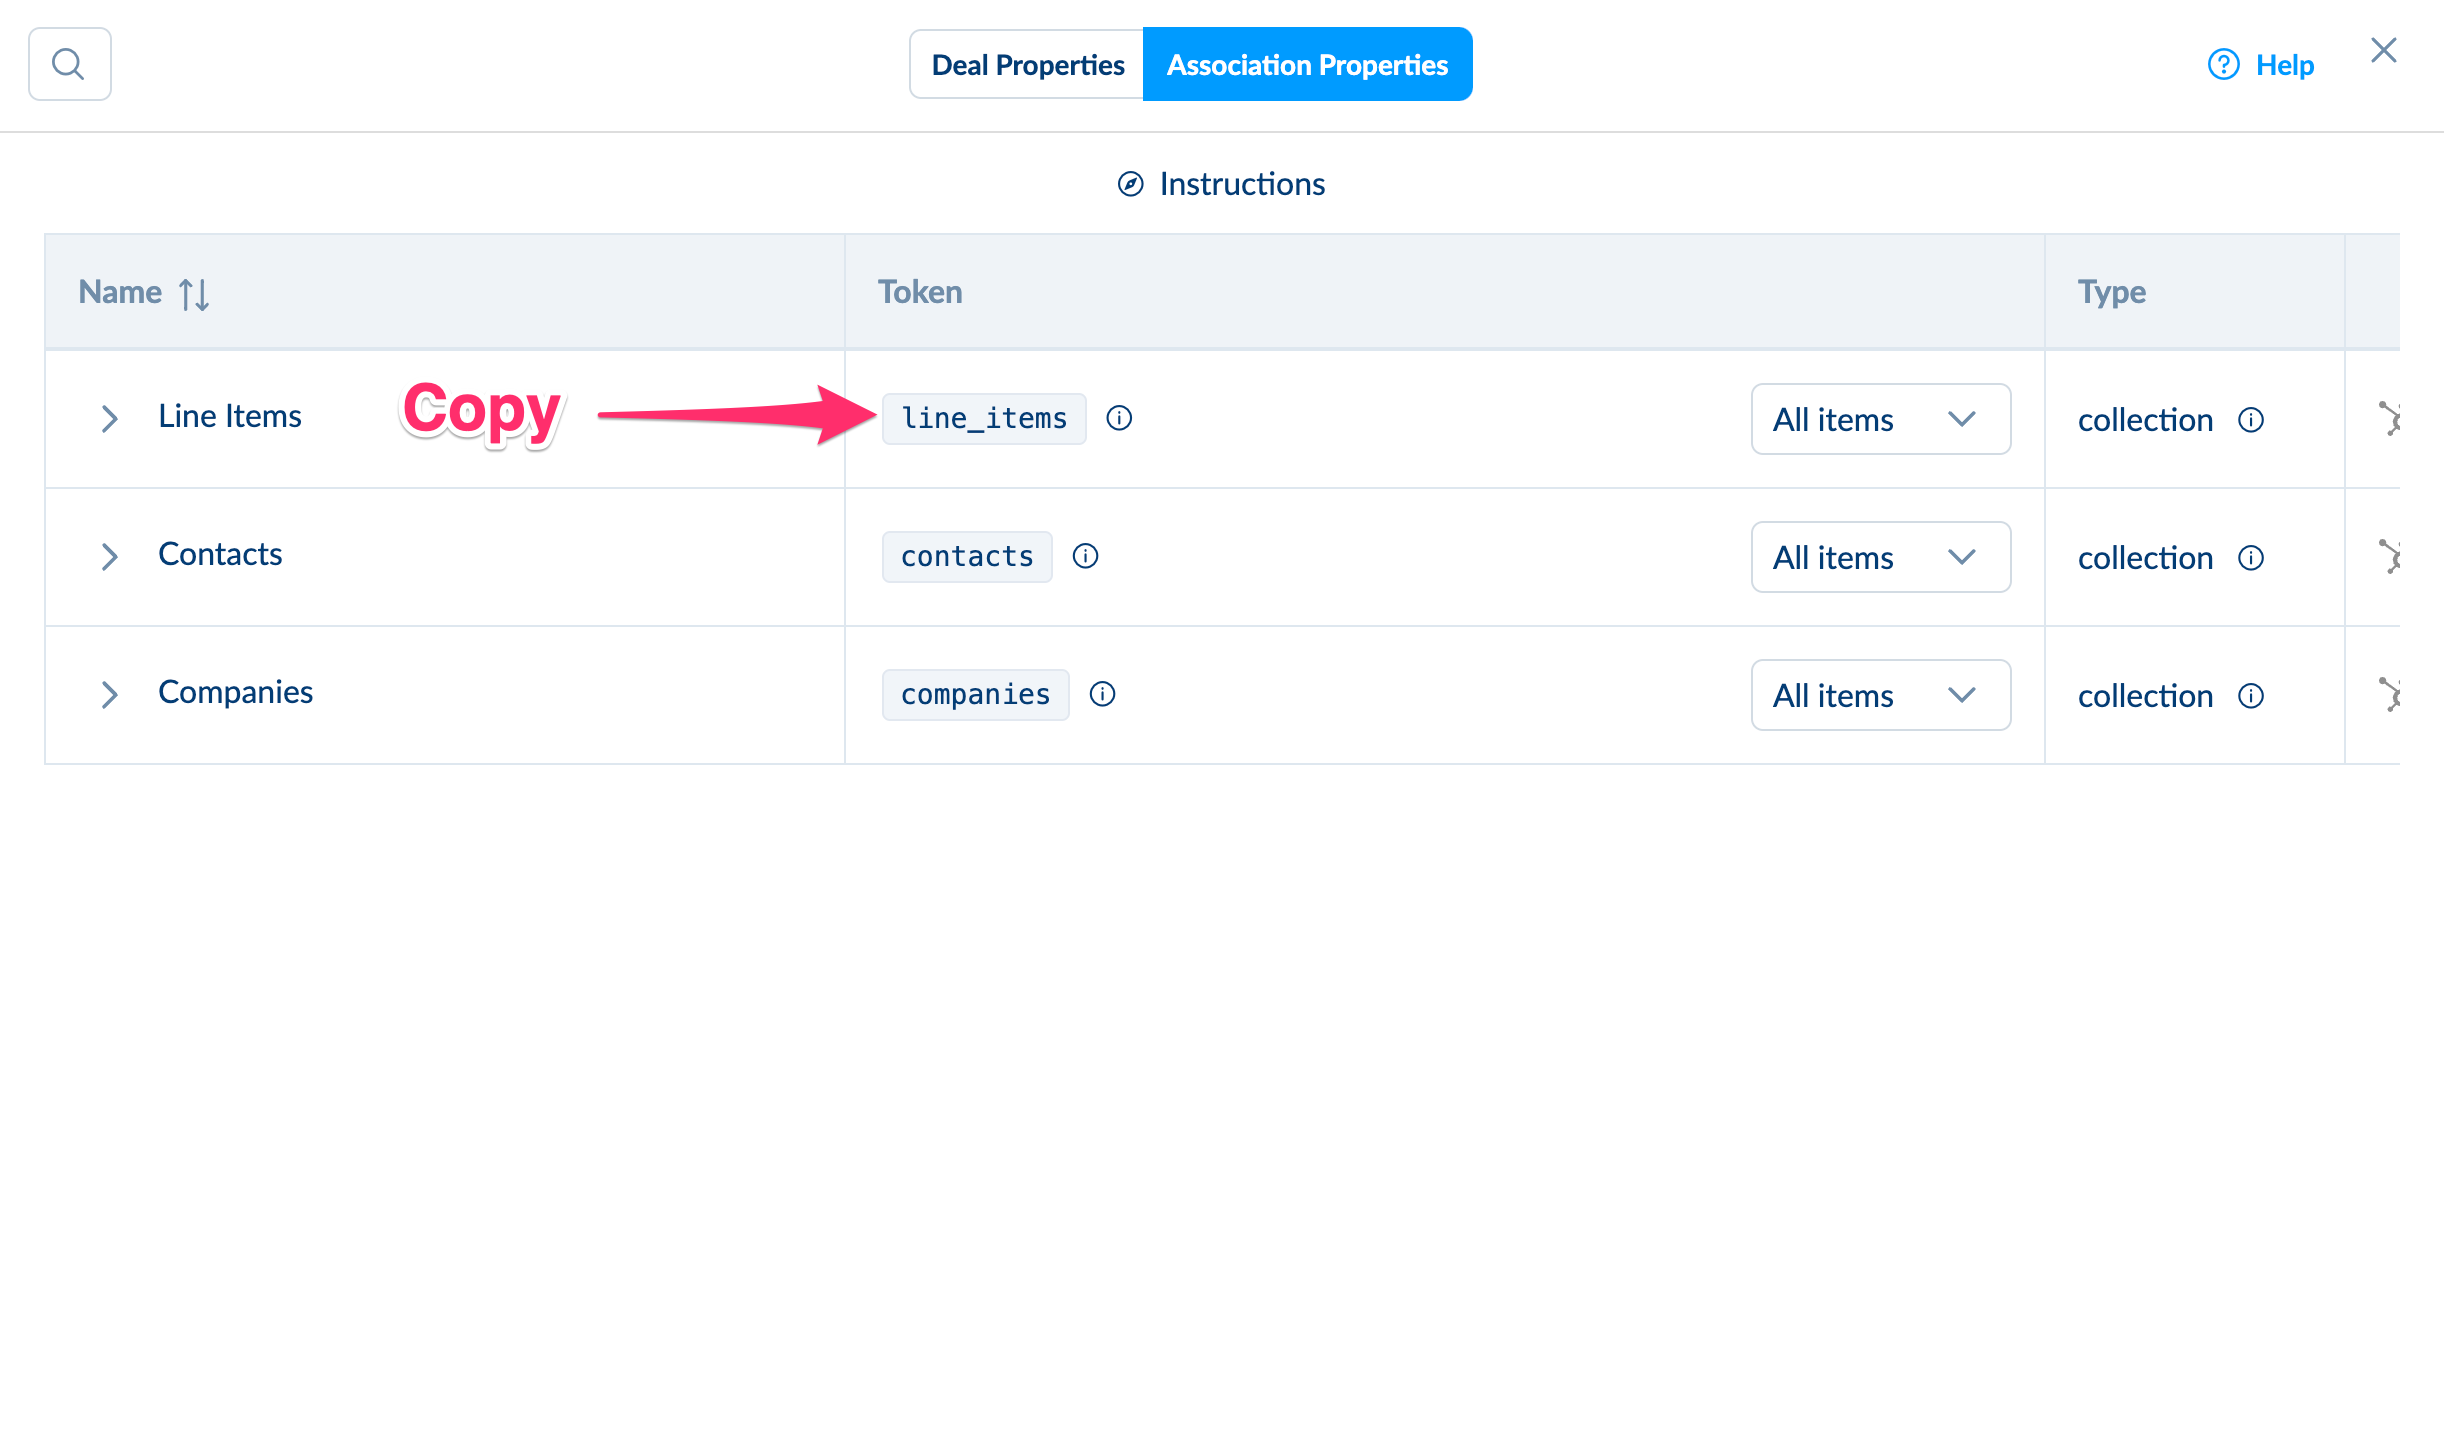 Deal Properties Association Properties Help
Instructions
Name Token Type
Line Items Copy line_items All items collection
Contacts contacts All items collection
Companies companies All items collection